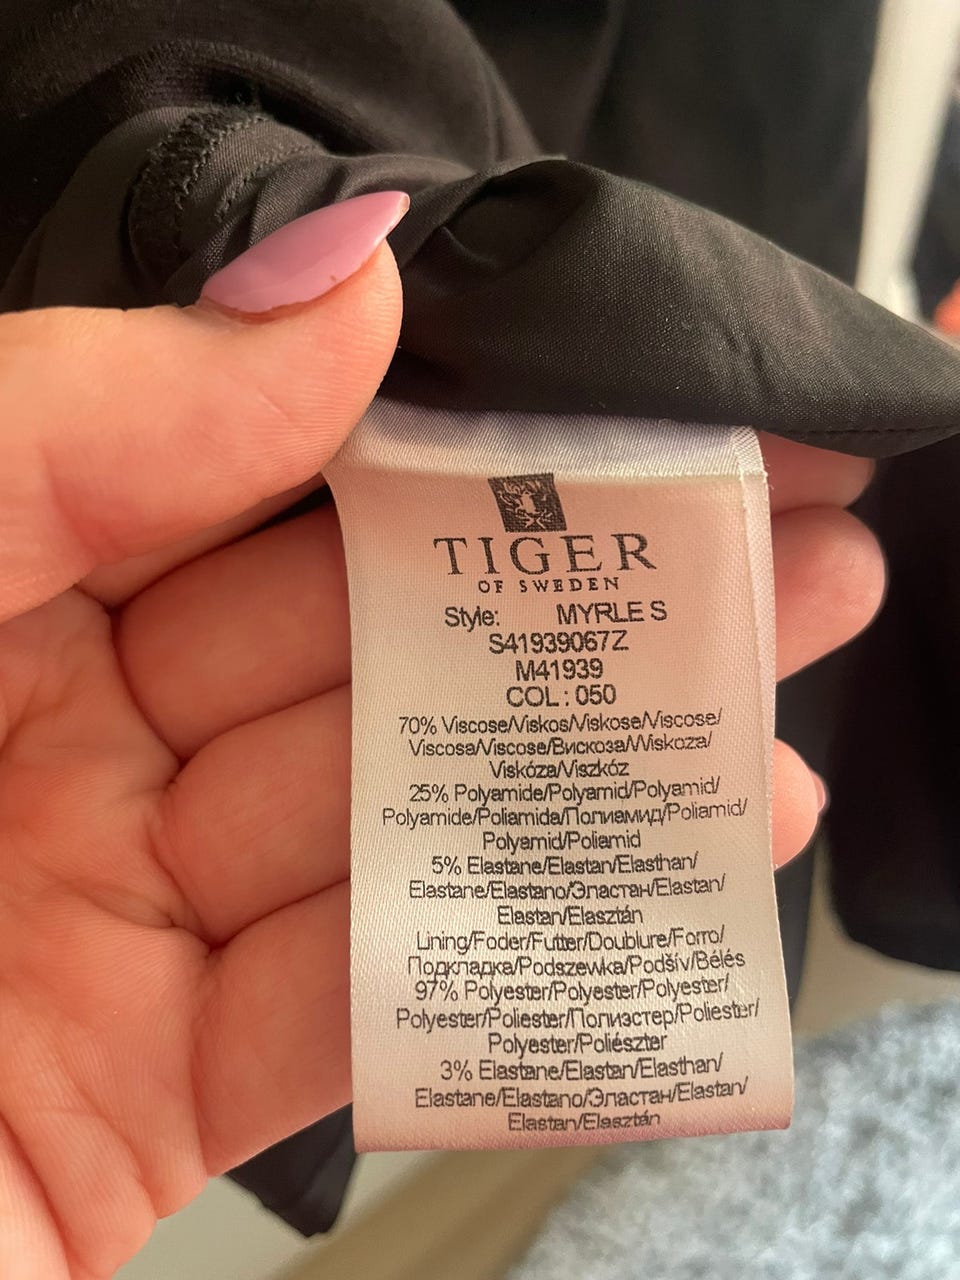 TIGER
OF SWEDEN
Style: MYRLE S
S41939067Z
M41939
COL : 050
70% Viscose/Viskos/Viskose/Viscose/
Viscosa/Viscose/Вискоза/Wiskoza/
Viskóza/Viszkóz
25% Polyamide/Polyamid/Polyamid/
Polyamide/Poliamida/Полиамид/Poliamid/
Polyamid/Poliamid
5% Elastane/Elastan/Elasthan/
Elastane/Elastano/Эластан/Elastan/
Elastan/Elasztán
Lining/Foder/Futter/Doublure/Forro/
Подкладка/Podszewka/Podšív/Bélés
97% Polyester/Polyester/Polyester/
Polyester/Poliester/Полиэстер/Poliester/
Polyester/Poliészter
3% Elastane/Elastan/Elasthan/
Elastane/Elastano/Эластан/Elastan/
Elastan/Elasztán